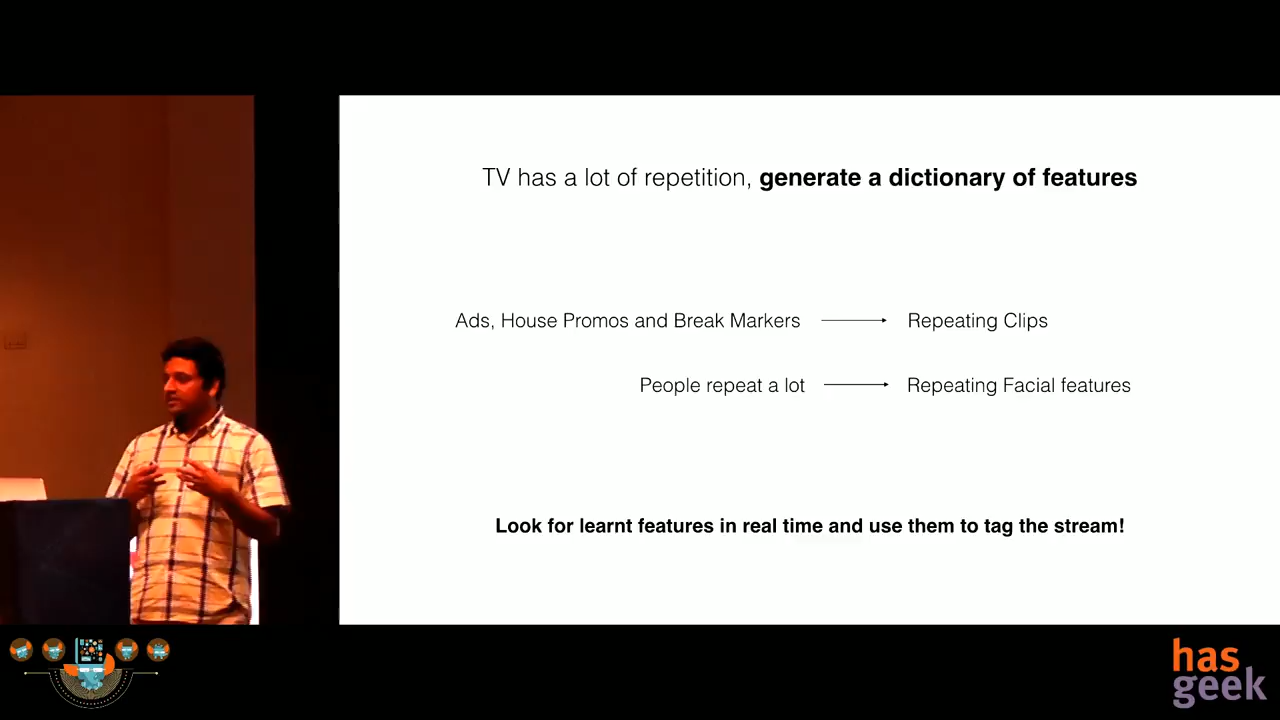 TV has a lot of repetition, generate a dictionary of features
Ads, House Promos and Break Markers → Repeating Clips
People repeat a lot → Repeating Facial features
Look for learnt features in real time and use them to tag the stream!
has
geek